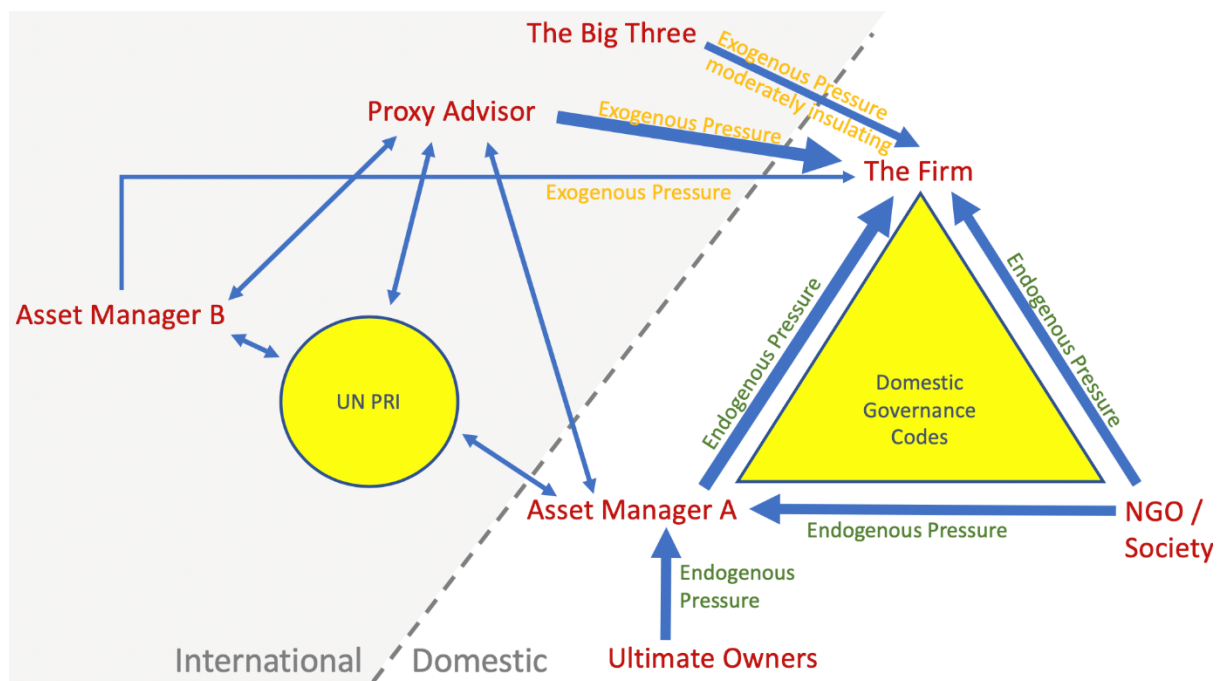 The Big Three
Exogenous Pressure
moderately insulating
Proxy Advisor
Exogenous Pressure
The Firm
Exogenous Pressure
Asset Manager B
UN PRI
Endogenous Pressure
Endogenous Pressure
Domestic
Governance
Codes
Asset Manager A
Endogenous Pressure
NGO /
Society
Endogenous
Pressure
International
Domestic
Ultimate Owners